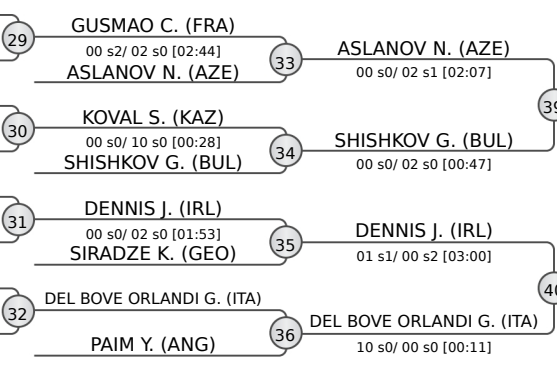 GUSMAO C. (FRA)
29
00 s2/ 02 s0 [02:44]
ASLANOV N. (AZE)
33
ASLANOV N. (AZE)
00 s0/ 02 s1 [02:07]
39
KOVAL S. (KAZ)
30
00 s0/ 10 s0 [00:28]
SHISHKOV G. (BUL)
34
SHISHKOV G. (BUL)
00 s0/ 02 s0 [00:47]
DENNIS J. (IRL)
31
00 s0/ 02 s0 [01:53]
SIRADZE K. (GEO)
35
DENNIS J. (IRL)
01 s1/ 00 s2 [03:00]
40
DEL BOVE ORLANDI G. (ITA)
32
PAIM Y. (ANG)
36
DEL BOVE ORLANDI G. (ITA)
10 s0/ 00 s0 [00:11]